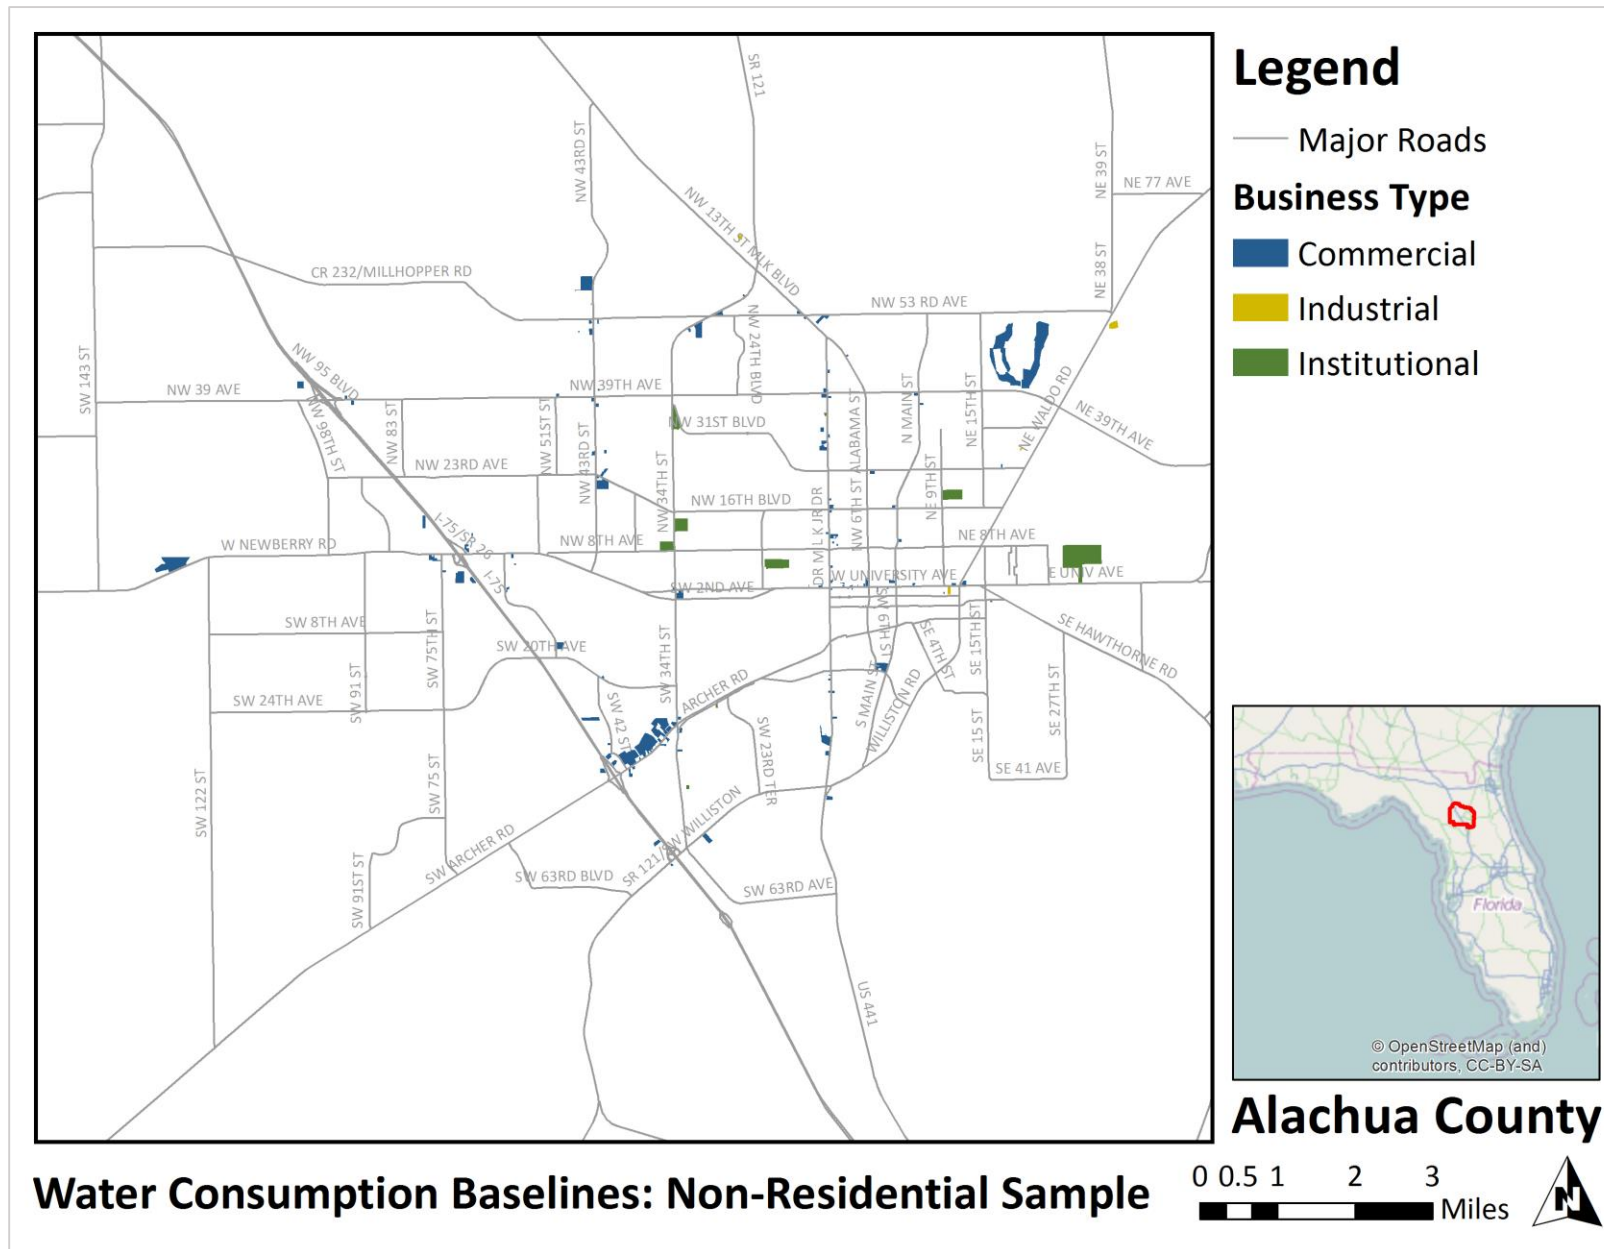 SR 121
NW 43RD ST
NE 39 ST
NE 77 AVE
NW 13TH ST MLK BLVD
NE 38 ST
CR 232/MILLHOPPER RD
NW 53 RD AVE
NW 24TH BLVD
SW 143 ST
NW 95 BLVD
NW 39 AVE
NW 39TH AVE
NW 98TH ST
NW 83 ST
NW 51ST ST
NW 43RD ST
NW 31ST BLVD
ALABAMA ST
N MAIN ST
NE 15TH ST
NE WALDO RD
NE 39TH AVE
NW 23RD AVE
NW 34TH ST
NW 16TH BLVD
DR M L K JR DR
NW 6TH ST
NE 9TH ST
I-75/SR 26
I-75
W NEWBERRY RD
NW 8TH AVE
NE 8TH AVE
W UNIVERSITY AVE
E UNIV AVE
SW 2ND AVE
SW 8TH AVE
SW 75TH ST
SW 20TH AVE
SW 34TH ST
SE 4TH ST
SE 15TH ST
SE HAWTHORNE RD
SW 91 ST
SW 24TH AVE
SW 42 ST
ARCHER RD
S MAIN ST
WILLISTON RD
SW 23RD TER
SE 15 ST
SE 27TH ST
SE 41 AVE
SW 122 ST
SW 75 ST
SW 91ST ST
SW ARCHER RD
SW 63RD BLVD
SR 121/SW WILLISTON
SW 63RD AVE
US 441
Legend
Major Roads
Business Type
Commercial
Industrial
Institutional
Florida
© OpenStreetMap (and)
contributors, CC-BY-SA
Alachua County
Water Consumption Baselines: Non-Residential Sample
0 0.5 1 2 3
Miles
N